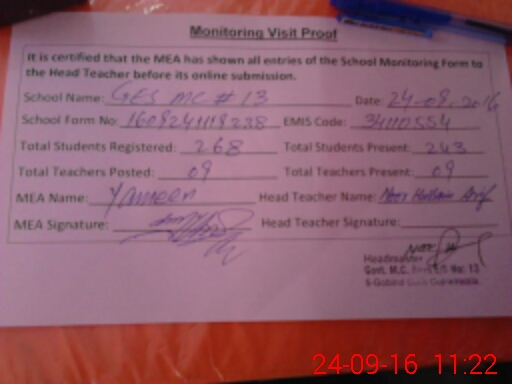 Monitoring Visit Proof
It is certified that the MEA has shown all entries of the School Monitoring Form to
the Head Teacher before its online submission.
School Name: GES MC # 13 Date: 24-09-2016
School Form No: 160924119238 EMIS Code: 34110554
Total Students Registered: 268 Total Students Present: 243
Total Teachers Posted: 09 Total Teachers Present: 09
MEA Name: Yameen Head Teacher Name:
MEA Signature: Head Teacher Signature:
Headmaster
Govt. M.C. No: 13
24-09-16 11:22